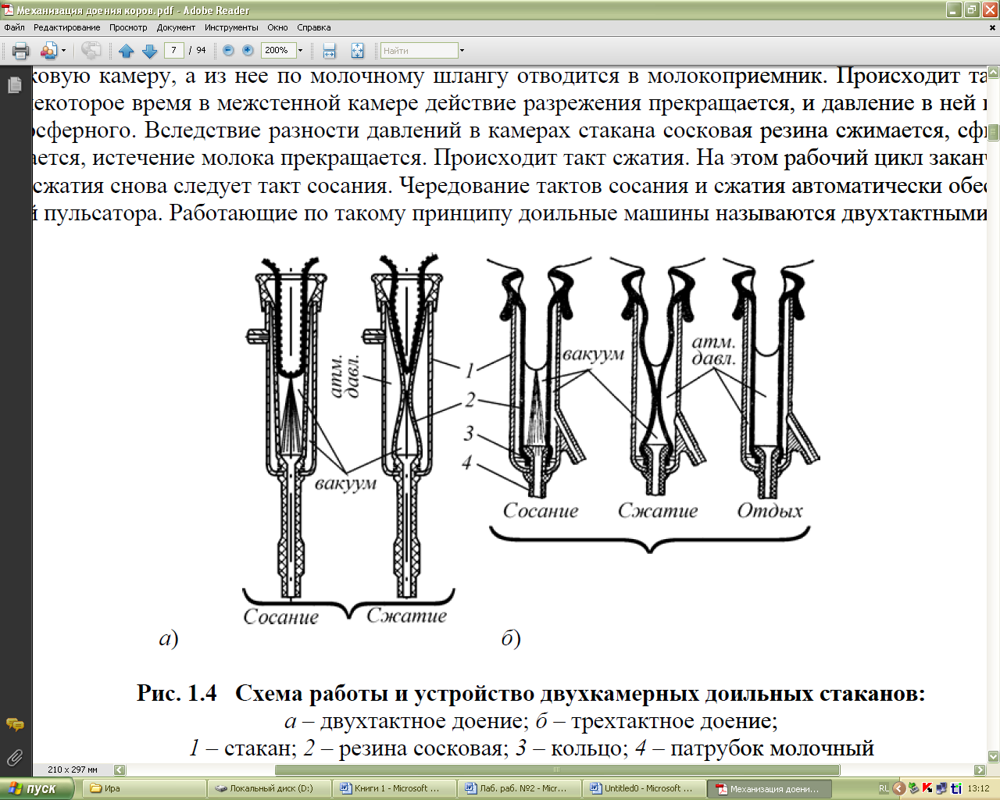 Механизация доения коров.pdf - Adobe Reader
Файл Редактирование Просмотр Документ Инструменты Окно Справка
7 / 94 200% Найти
ковую камеру, а из нее по молочному шлангу отводится в молокоприемник. Происходит та
некоторое время в межстенной камере действие разрежения прекращается, и давление в ней
осферного. Вследствие разности давлений в камерах стакана сосковая резина сжимается, сф
ается, истечение молока прекращается. Происходит такт сжатия. На этом рабочий цикл закан
сжатия снова следует такт сосания. Чередование тактов сосания и сжатия автоматически обес
й пульсатора. Работающие по такому принципу доильные машины называются двухтактными
атм.
давл.
вакуум
1
2
3
4
вакуум
атм.
давл.
Сосание Сжатие Отдых
Сосание Сжатие
а) б)
Рис. 1.4 Схема работы и устройство двухкамерных доильных стаканов:
а – двухтактное доение; б – трехтактное доение;
1 – стакан; 2 – резина сосковая; 3 – кольцо; 4 – патрубок молочный
210 x 297 мм
пуск Ира Локальный диск (D:) Книги 1 - Microsoft ... Лаб. раб. №2 - Micr... Untitled0 - Microsoft ... Механизация доени... RL 13:12